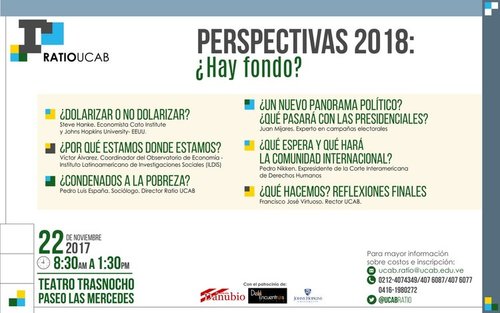 RATIOUCAB
PERSPECTIVAS 2018:
¿Hay fondo?
¿DOLARIZAR O NO DOLARIZAR?
Steve Hanke. Economista Cato Institute
y Johns Hopkins University- EEUU.
¿POR QUÉ ESTAMOS DONDE ESTAMOS?
Víctor Álvarez. Coordinador del Observatorio de Economía -
Instituto Latinoamericano de Investigaciones Sociales (ILDIS)
¿CONDENADOS A LA POBREZA?
Pedro Luis España, Sociólogo. Director Ratio UCAB
¿UN NUEVO PANORAMA POLÍTICO?
¿QUÉ PASARÁ CON LAS PRESIDENCIALES?
Juan Mijares. Experto en campañas electorales
¿QUÉ ESPERA Y QUÉ HARÁ
LA COMUNIDAD INTERNACIONAL?
Pedro Nikken, Expresidente de la Corte Interamericana
de Derechos Humanos
¿QUÉ HACEMOS? REFLEXIONES FINALES
Francisco José Virtuoso. Rector UCAB.
22 DE NOVIEMBRE
2017
8:30AM A 1:30PM
TEATRO TRASNOCHO
PASEO LAS MERCEDES
Con el patrocinio de:
Danubio
JOHNS HOPKINS
Para mayor información
sobre costos e inscripción:
ucab.ratio@ucab.edu.ve
0212-4074349/407 6087/407 6077
0416-1980272
@UCABRATIO